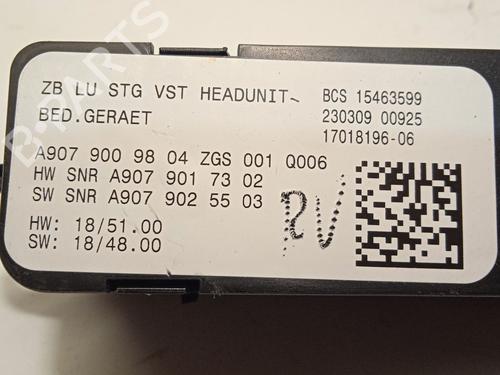 ZB LU STG VST HEADUNIT-
BED.GERAET
BCS 15463599
230309 00925
17018196-06
A907 900 98 04 ZGS 001 Q006
HW SNR A907 901 73 02
SW SNR A907 902 55 03
HW: 18/51.00
SW: 18/48.00
RV
B-PARTS